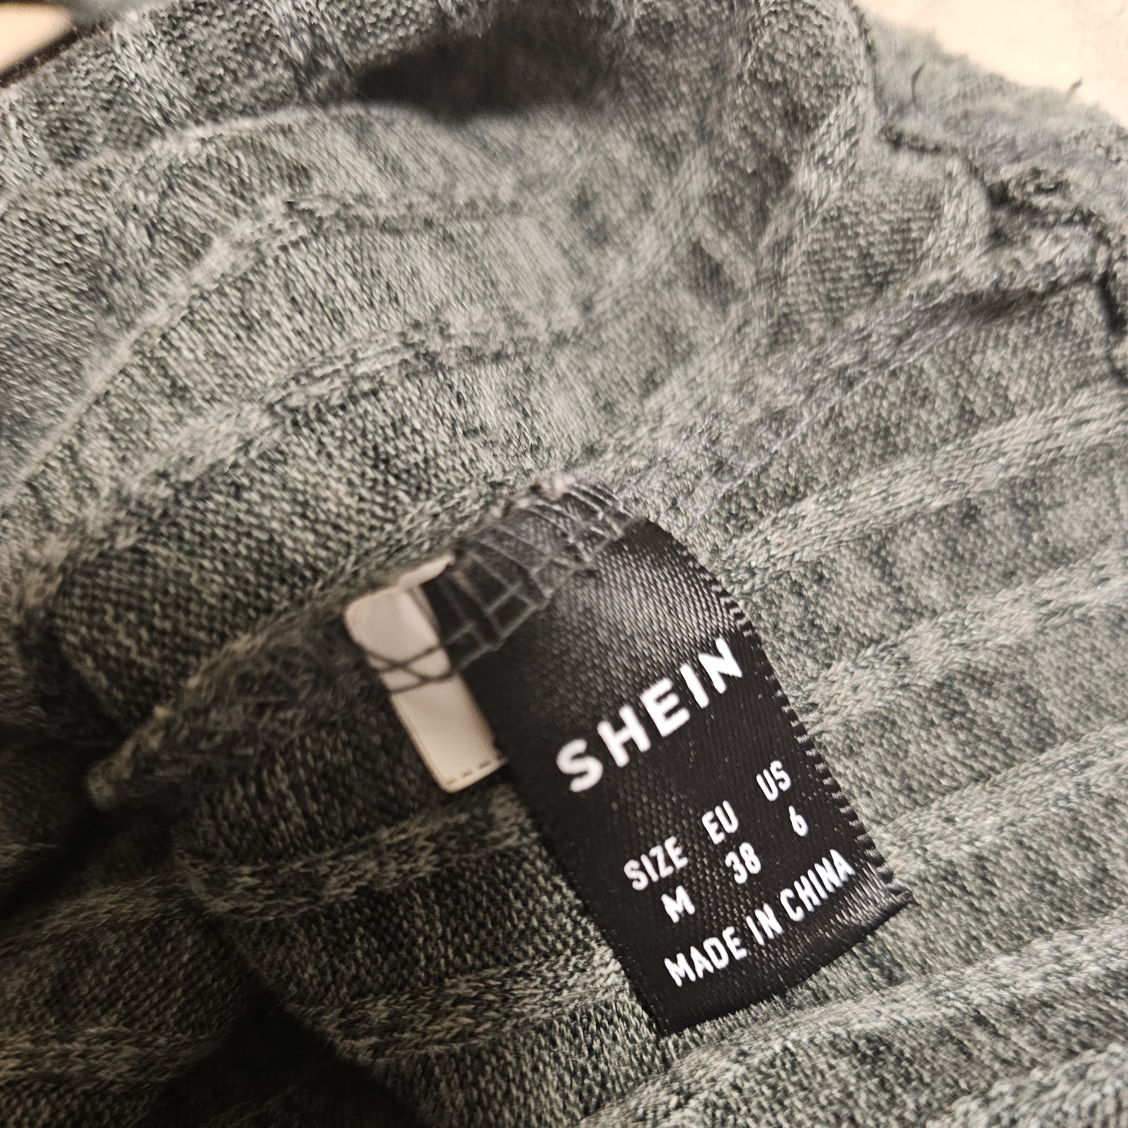 SHEIN
SIZE EU US
M 38 6
MADE IN CHINA